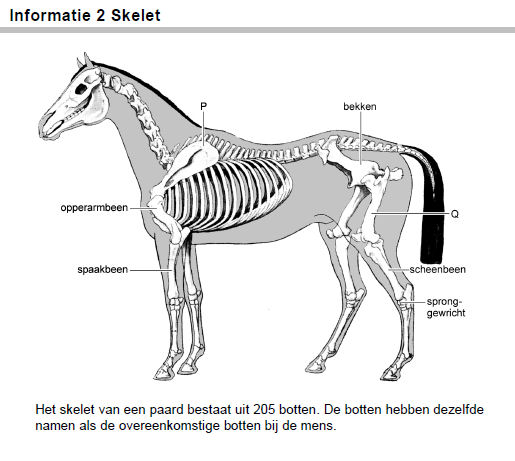 Informatie 2 Skelet
P
bekken
opperarmbeen
Q
spaakbeen
scheenbeen
sprong-
gewricht
Het skelet van een paard bestaat uit 205 botten. De botten hebben dezelfde
namen als de overeenkomstige botten bij de mens.